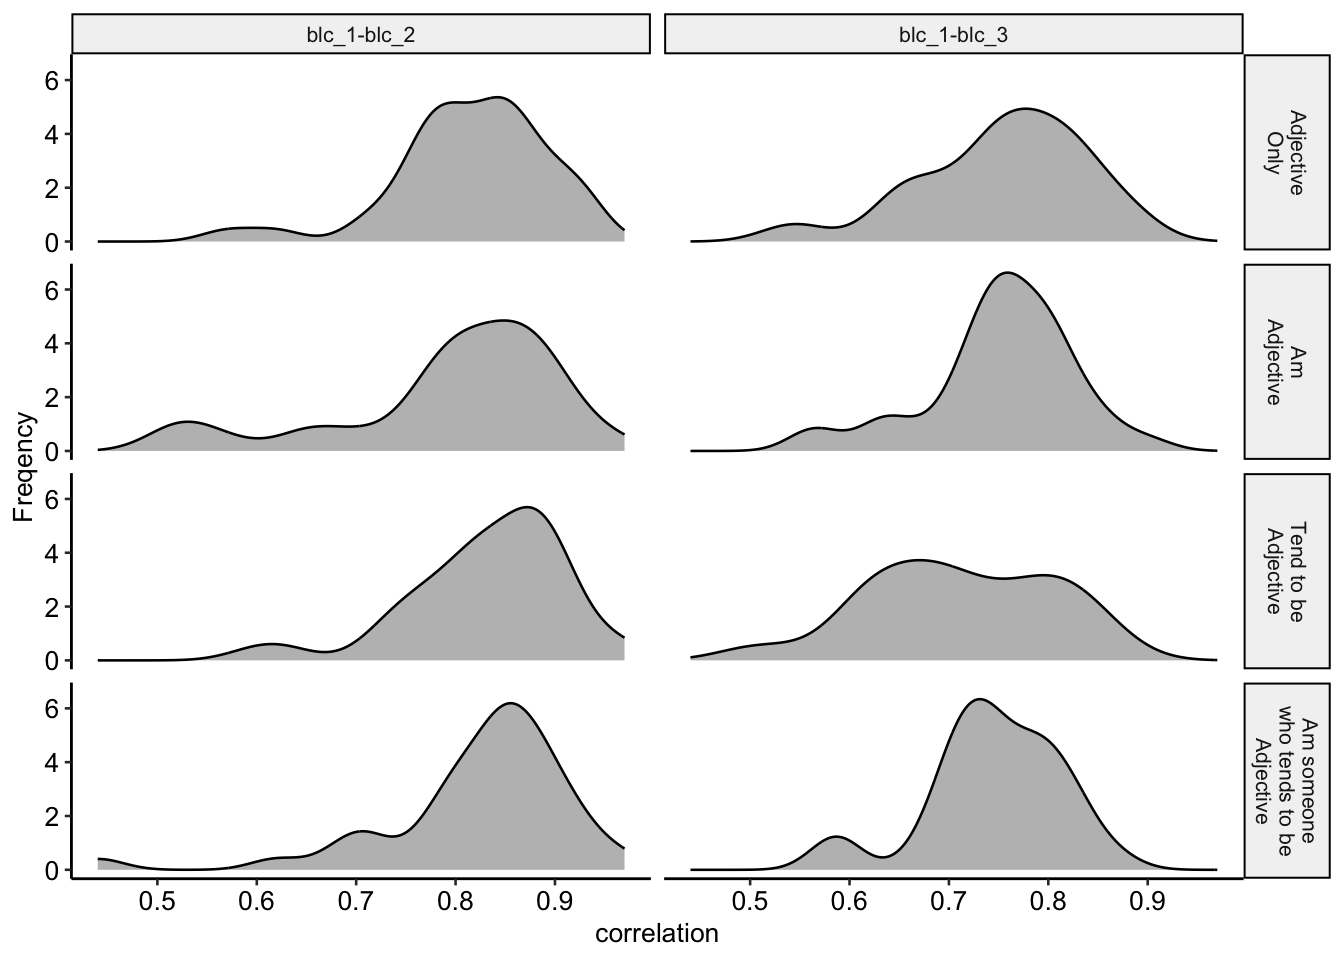 blc_1-blc_2
blc_1-blc_3
6
4
2
0
Adjective
Only
6
4
2
0
Am
Adjective
Freqency
6
4
2
0
Tend to be
Adjective
6
4
2
0
Am someone
who tends to be
Adjective
0.5 0.6 0.7 0.8 0.9
0.5 0.6 0.7 0.8 0.9
correlation